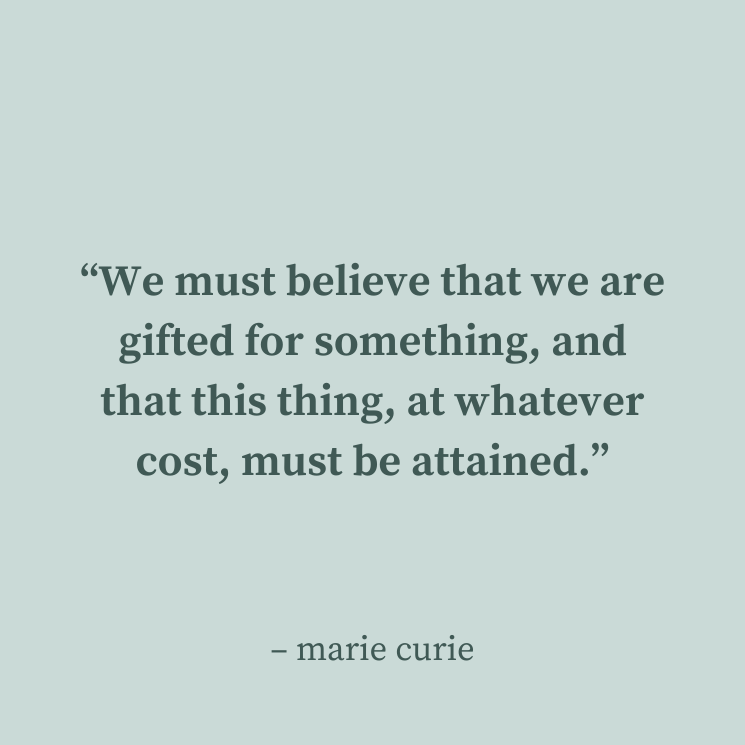 “We must believe that we are
gifted for something, and
that this thing, at whatever
cost, must be attained.”
– marie curie